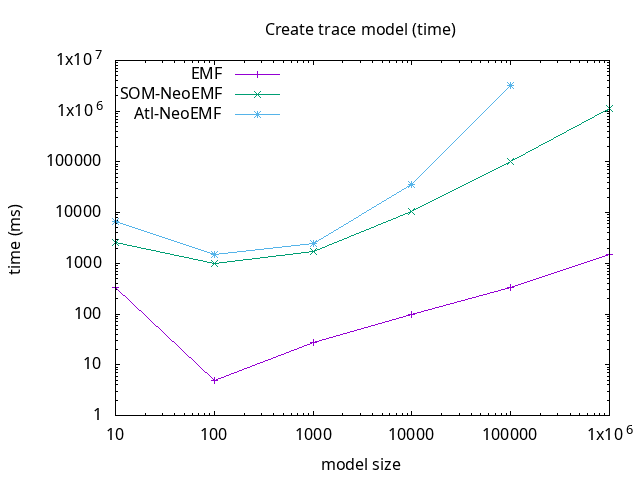 Create trace model (time)
1x10^7
EMF
SOM-NeoEMF
1x10^6
Atl-NeoEMF
100000
10000
time (ms)
1000
100
10
1
10 100 1000 10000 100000 1x10^6
model size